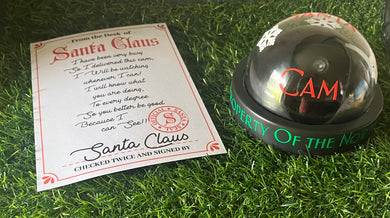 From the Desk of
Santa Claus
I have been very busy
So I delivered this cam,
I Will be watching
whenever I can!
I will know what
you are doing,
To every degree
So you better be good
Because I
can See!!
Santa Claus
CHECKED TWICE AND SIGNED BY
S
CAM
PROPERTY OF THE NO